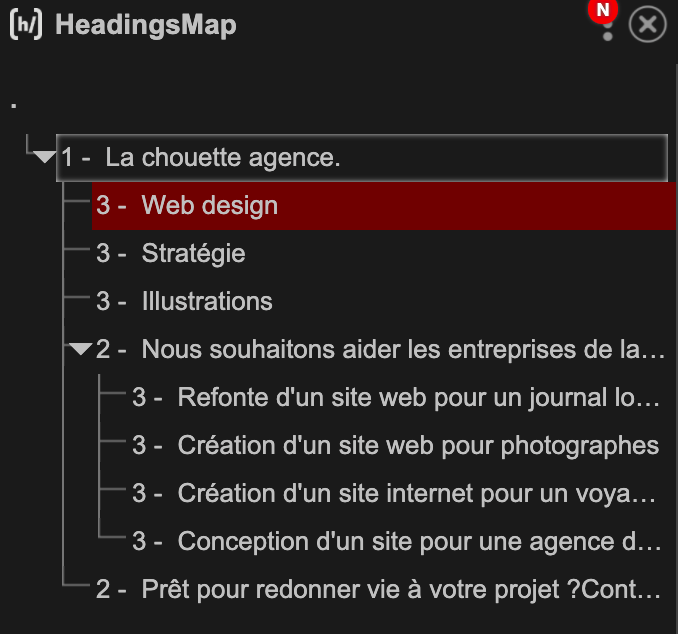 [h/] HeadingsMap
N
.
1 - La chouette agence.
3 - Web design
3 - Stratégie
3 - Illustrations
2 - Nous souhaitons aider les entreprises de la...
3 - Refonte d'un site web pour un journal lo...
3 - Création d'un site web pour photographes
3 - Création d'un site internet pour un voya...
3 - Conception d'un site pour une agence d...
2 - Prêt pour redonner vie à votre projet ?Cont...